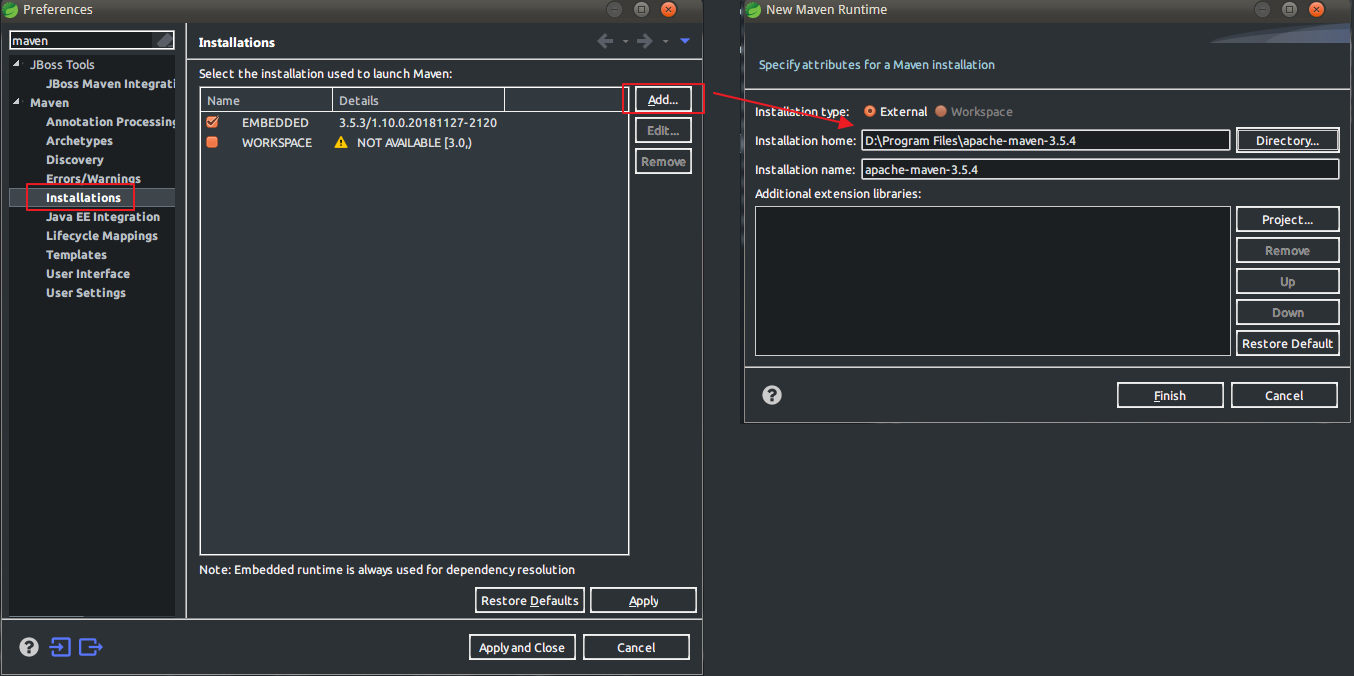 Preferences
maven
JBoss Tools
JBoss Maven Integrati
Maven
Annotation Processing
Archetypes
Discovery
Errors/Warnings
Installations
Java EE Integration
Lifecycle Mappings
Templates
User Interface
User Settings
Installations
Select the installation used to launch Maven:
Name Details
EMBEDDED 3.5.3/1.10.0.20181127-2120
WORKSPACE NOT AVAILABLE [3.0,)
Add...
Edit...
Remove
Note: Embedded runtime is always used for dependency resolution
Restore Defaults Apply
Apply and Close Cancel
New Maven Runtime
Specify attributes for a Maven installation
Installation type: External Workspace
Installation home: D:\Program Files\apache-maven-3.5.4 Directory...
Installation name: apache-maven-3.5.4
Additional extension libraries:
Project...
Remove
Up
Down
Restore Default
Finish Cancel